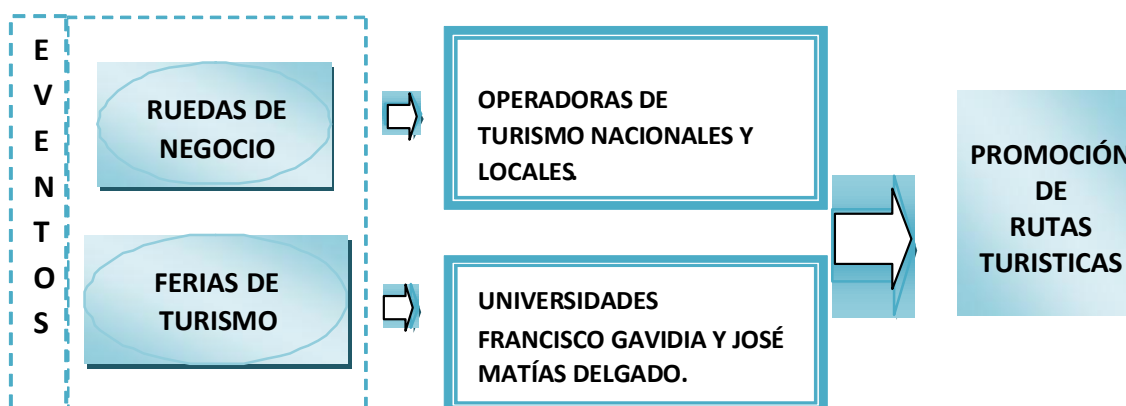 EVENTOS
RUEDAS DE
NEGOCIO
OPERADORAS DE
TURISMO NACIONALES Y
LOCALES.
FERIAS DE
TURISMO
UNIVERSIDADES
FRANCISCO GAVIDIA Y JOSÉ
MATÍAS DELGADO.
PROMOCIÓN
DE
RUTAS
TURISTICAS